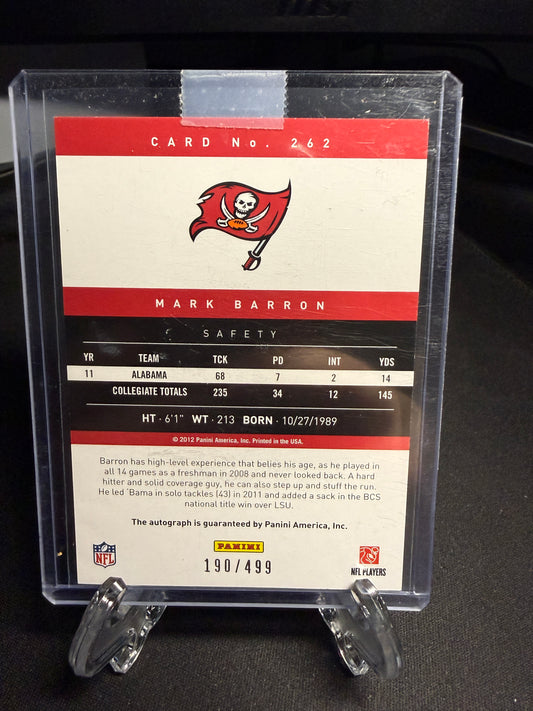 CARD No. 262
MARK BARRON
SAFETY
YR TEAM TCK PD INT YDS
11 ALABAMA 68 7 2 14
COLLEGIATE TOTALS 235 34 12 145
HT · 6'1" WT · 213 BORN · 10/27/1989
© 2012 Panini America, Inc. Printed in the USA.
Barron has high-level experience that belies his age, as he played in
all 14 games as a freshman in 2008 and never looked back. A hard
hitter and solid coverage guy, he can also step up and stuff the run.
He led 'Bama in solo tackles (43) in 2011 and added a sack in the BCS
national title win over LSU.
The autograph is guaranteed by Panini America, Inc.
NFL
PANINI
190/499
NFL PLAYERS